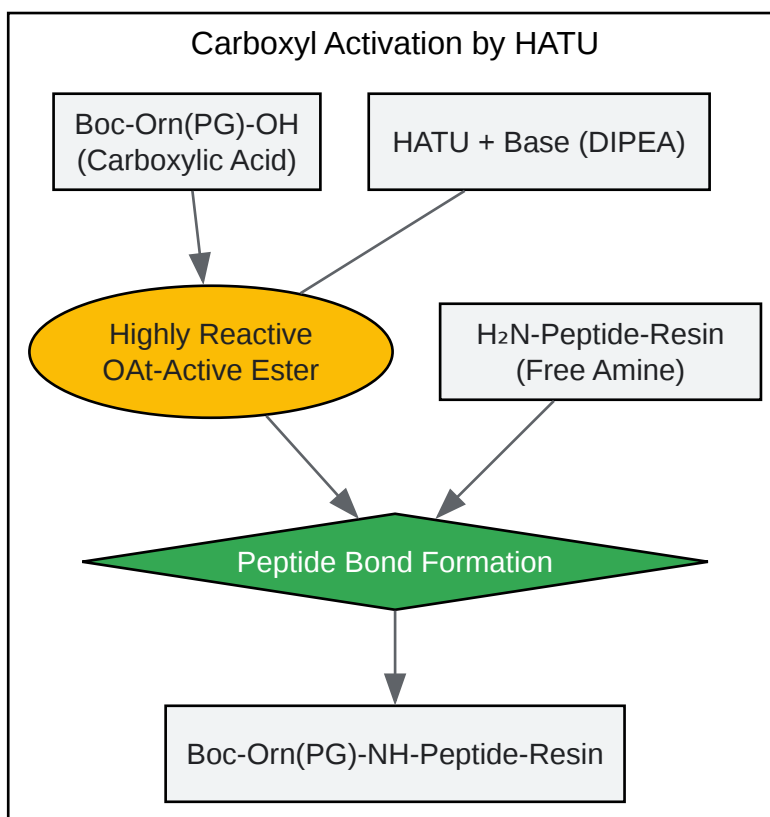 Carboxyl Activation by HATU
Boc-Orn(PG)-OH
(Carboxylic Acid)
HATU + Base (DIPEA)
Highly Reactive
OAt-Active Ester
H₂N-Peptide-Resin
(Free Amine)
Peptide Bond Formation
Boc-Orn(PG)-NH-Peptide-Resin